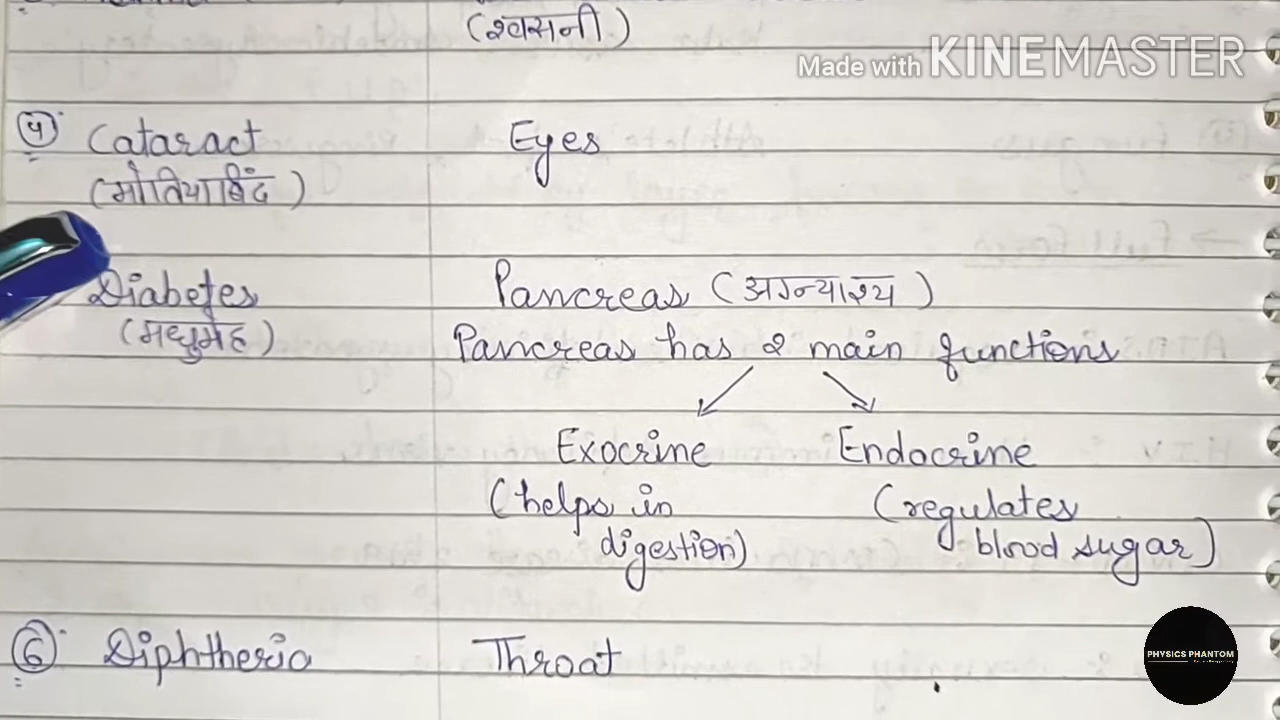 (श्वसनी)
Made with KINEMASTER
(4) Cataract Eyes
(मोतियाबिंद)
Diabetes Pancreas (अग्न्याश्य)
(मधुमेह) Pancreas has 2 main functions
Exocrine Endocrine
(helps in (regulates
digestion) blood sugar)
(6) Diphtheria Throat
PHYSICS PHANTOM